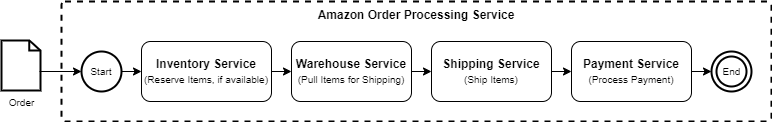 Amazon Order Processing Service
Order
Start
Inventory Service
(Reserve Items, if available)
Warehouse Service
(Pull Items for Shipping)
Shipping Service
(Ship Items)
Payment Service
(Process Payment)
End